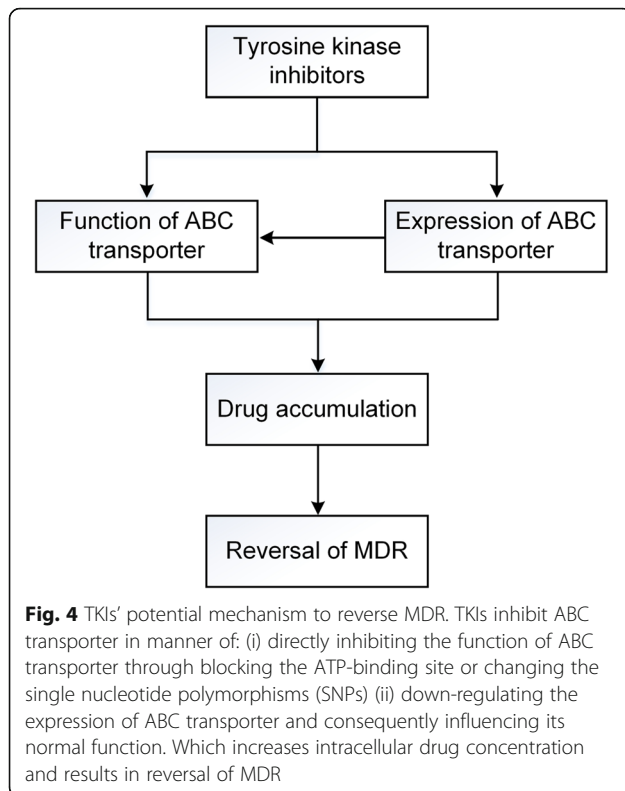 Tyrosine kinase
inhibitors
Function of ABC
transporter
Expression of ABC
transporter
Drug accumulation
Reversal of MDR
Fig. 4 TKIs' potential mechanism to reverse MDR. TKIs inhibit ABC
transporter in manner of: (i) directly inhibiting the function of ABC
transporter through blocking the ATP-binding site or changing the
single nucleotide polymorphisms (SNPs) (ii) down-regulating the
expression of ABC transporter and consequently influencing its
normal function. Which increases intracellular drug concentration
and results in reversal of MDR